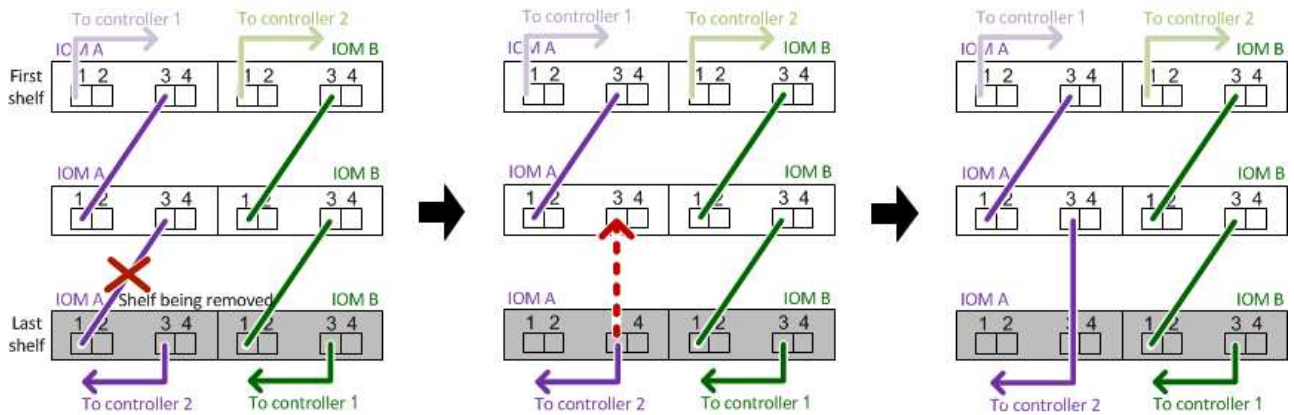 To controller 1 To controller 2 To controller 1 To controller 2 To controller 1 To controller 2
IOM A IOM B IOM A IOM B IOM A IOM B
First shelf 1 2 3 4 1 2 3 4 1 2 3 4 1 2 3 4 1 2 3 4 1 2 3 4
IOM A IOM B IOM A IOM B IOM A IOM B
1 2 3 4 1 2 3 4 1 2 3 4 1 2 3 4 1 2 3 4 1 2 3 4
IOM A Shelf being removed IOM B IOM A IOM B IOM A IOM B
Last shelf 1 2 3 4 1 2 3 4 1 2 4 1 2 3 4 1 2 3 4 1 2 3 4
To controller 2 To controller 1 To controller 2 To controller 1 To controller 2 To controller 1